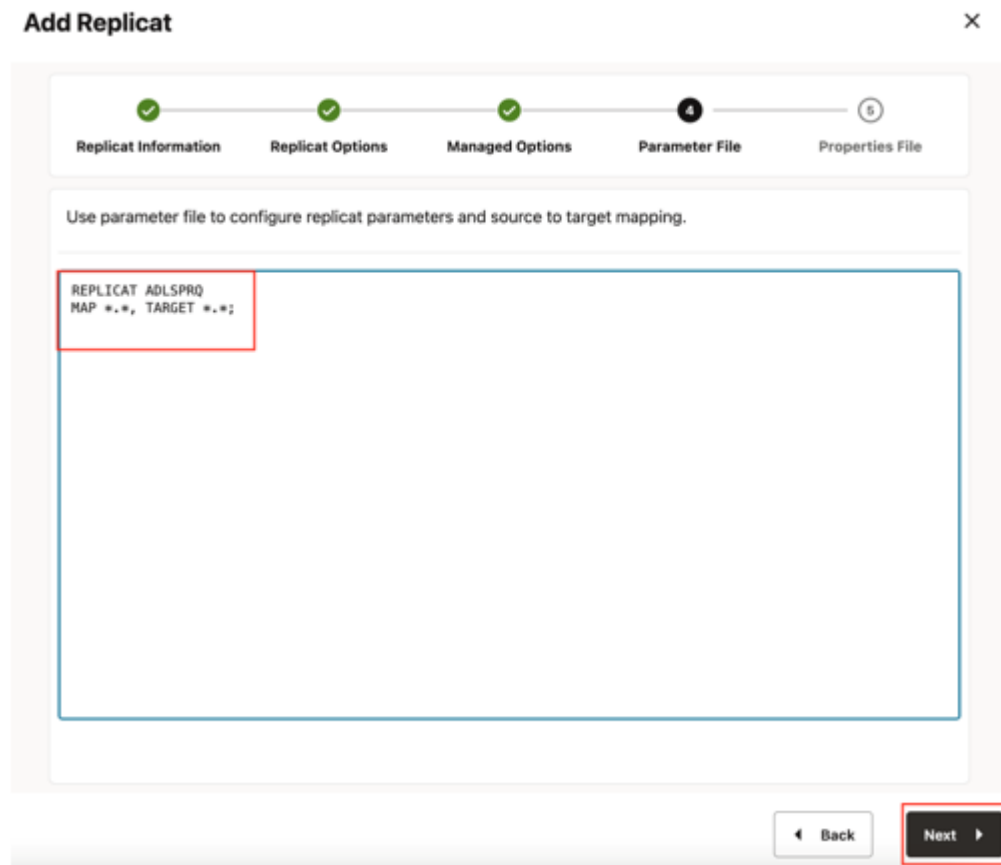 Add Replicat
4
5
Replicat Information
Replicat Options
Managed Options
Parameter File
Properties File
Use parameter file to configure replicat parameters and source to target mapping.
REPLICAT ADLSPRQ
MAP *.*, TARGET *.*;
Back
Next